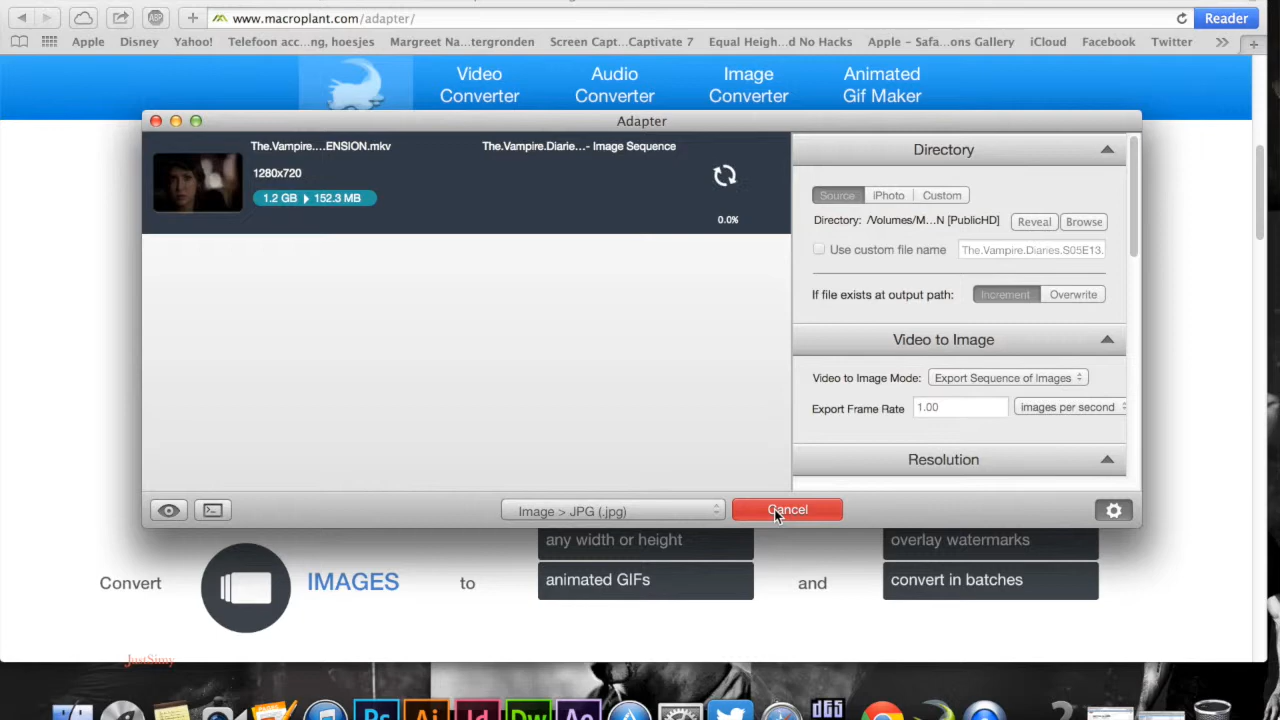 www.macroplant.com/adapter/
Reader
Apple
Disney
Yahoo!
Telefoon acc...ng, hoesjes
Margreet Na...tergronden
Screen Capt...Captivate 7
Equal Heigh...d No Hacks
Apple – Safa...ons Gallery
iCloud
Facebook
Twitter
Video
Converter
Audio
Converter
Image
Converter
Animated
Gif Maker
Adapter
The.Vampire....ENSION.mkv
The.Vampire.Diarie...- Image Sequence
1280x720
1.2 GB ▸ 152.3 MB
0.0%
Directory
Source
iPhoto
Custom
Directory: /Volumes/M...N [PublicHD]
Reveal
Browse
Use custom file name
The.Vampire.Diaries.S05E13.
If file exists at output path:
Increment
Overwrite
Video to Image
Video to Image Mode:
Export Sequence of Images
Export Frame Rate
1.00
images per second
Resolution
Image > JPG (.jpg)
Cancel
any width or height
overlay watermarks
Convert
IMAGES
to
animated GIFs
and
convert in batches
JustSimy
Ps
Ai
Id
Dw
Ae